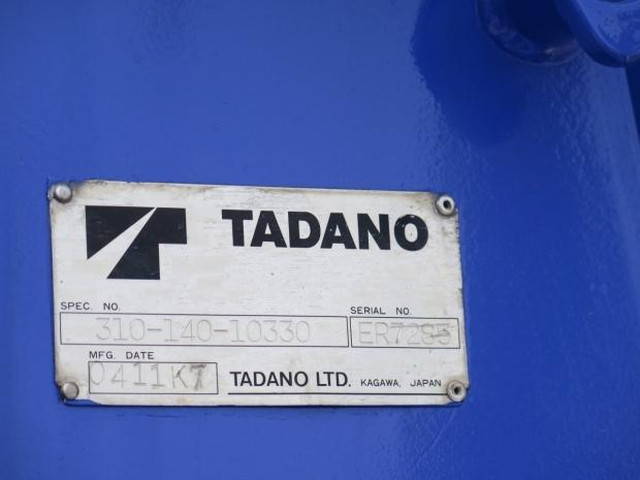 TADANO
SPEC. NO.
310-140-10330
SERIAL NO.
ER7285
MFG. DATE
0411K7
TADANO LTD. KAGAWA, JAPAN